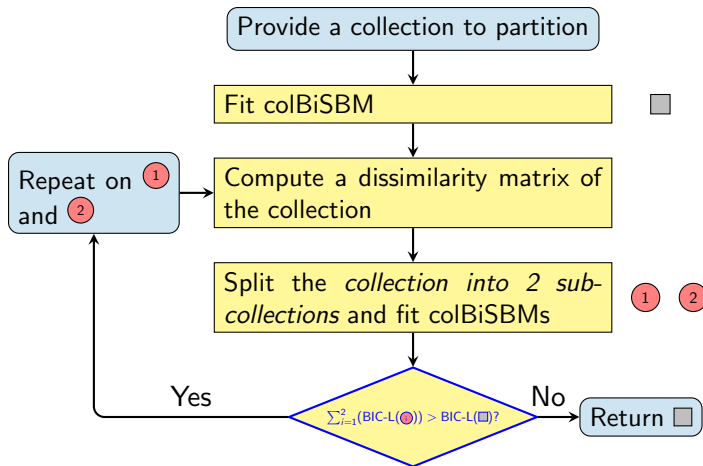 Provide a collection to partition
Fit colBiSBM
Repeat on 1
and 2
Compute a dissimilarity matrix of
the collection
Split the collection into 2 sub-
collections and fit colBiSBMs
1 2
∑²ᵢ₌₁(BIC-L(i)) > BIC-L(□)?
Yes
No
Return